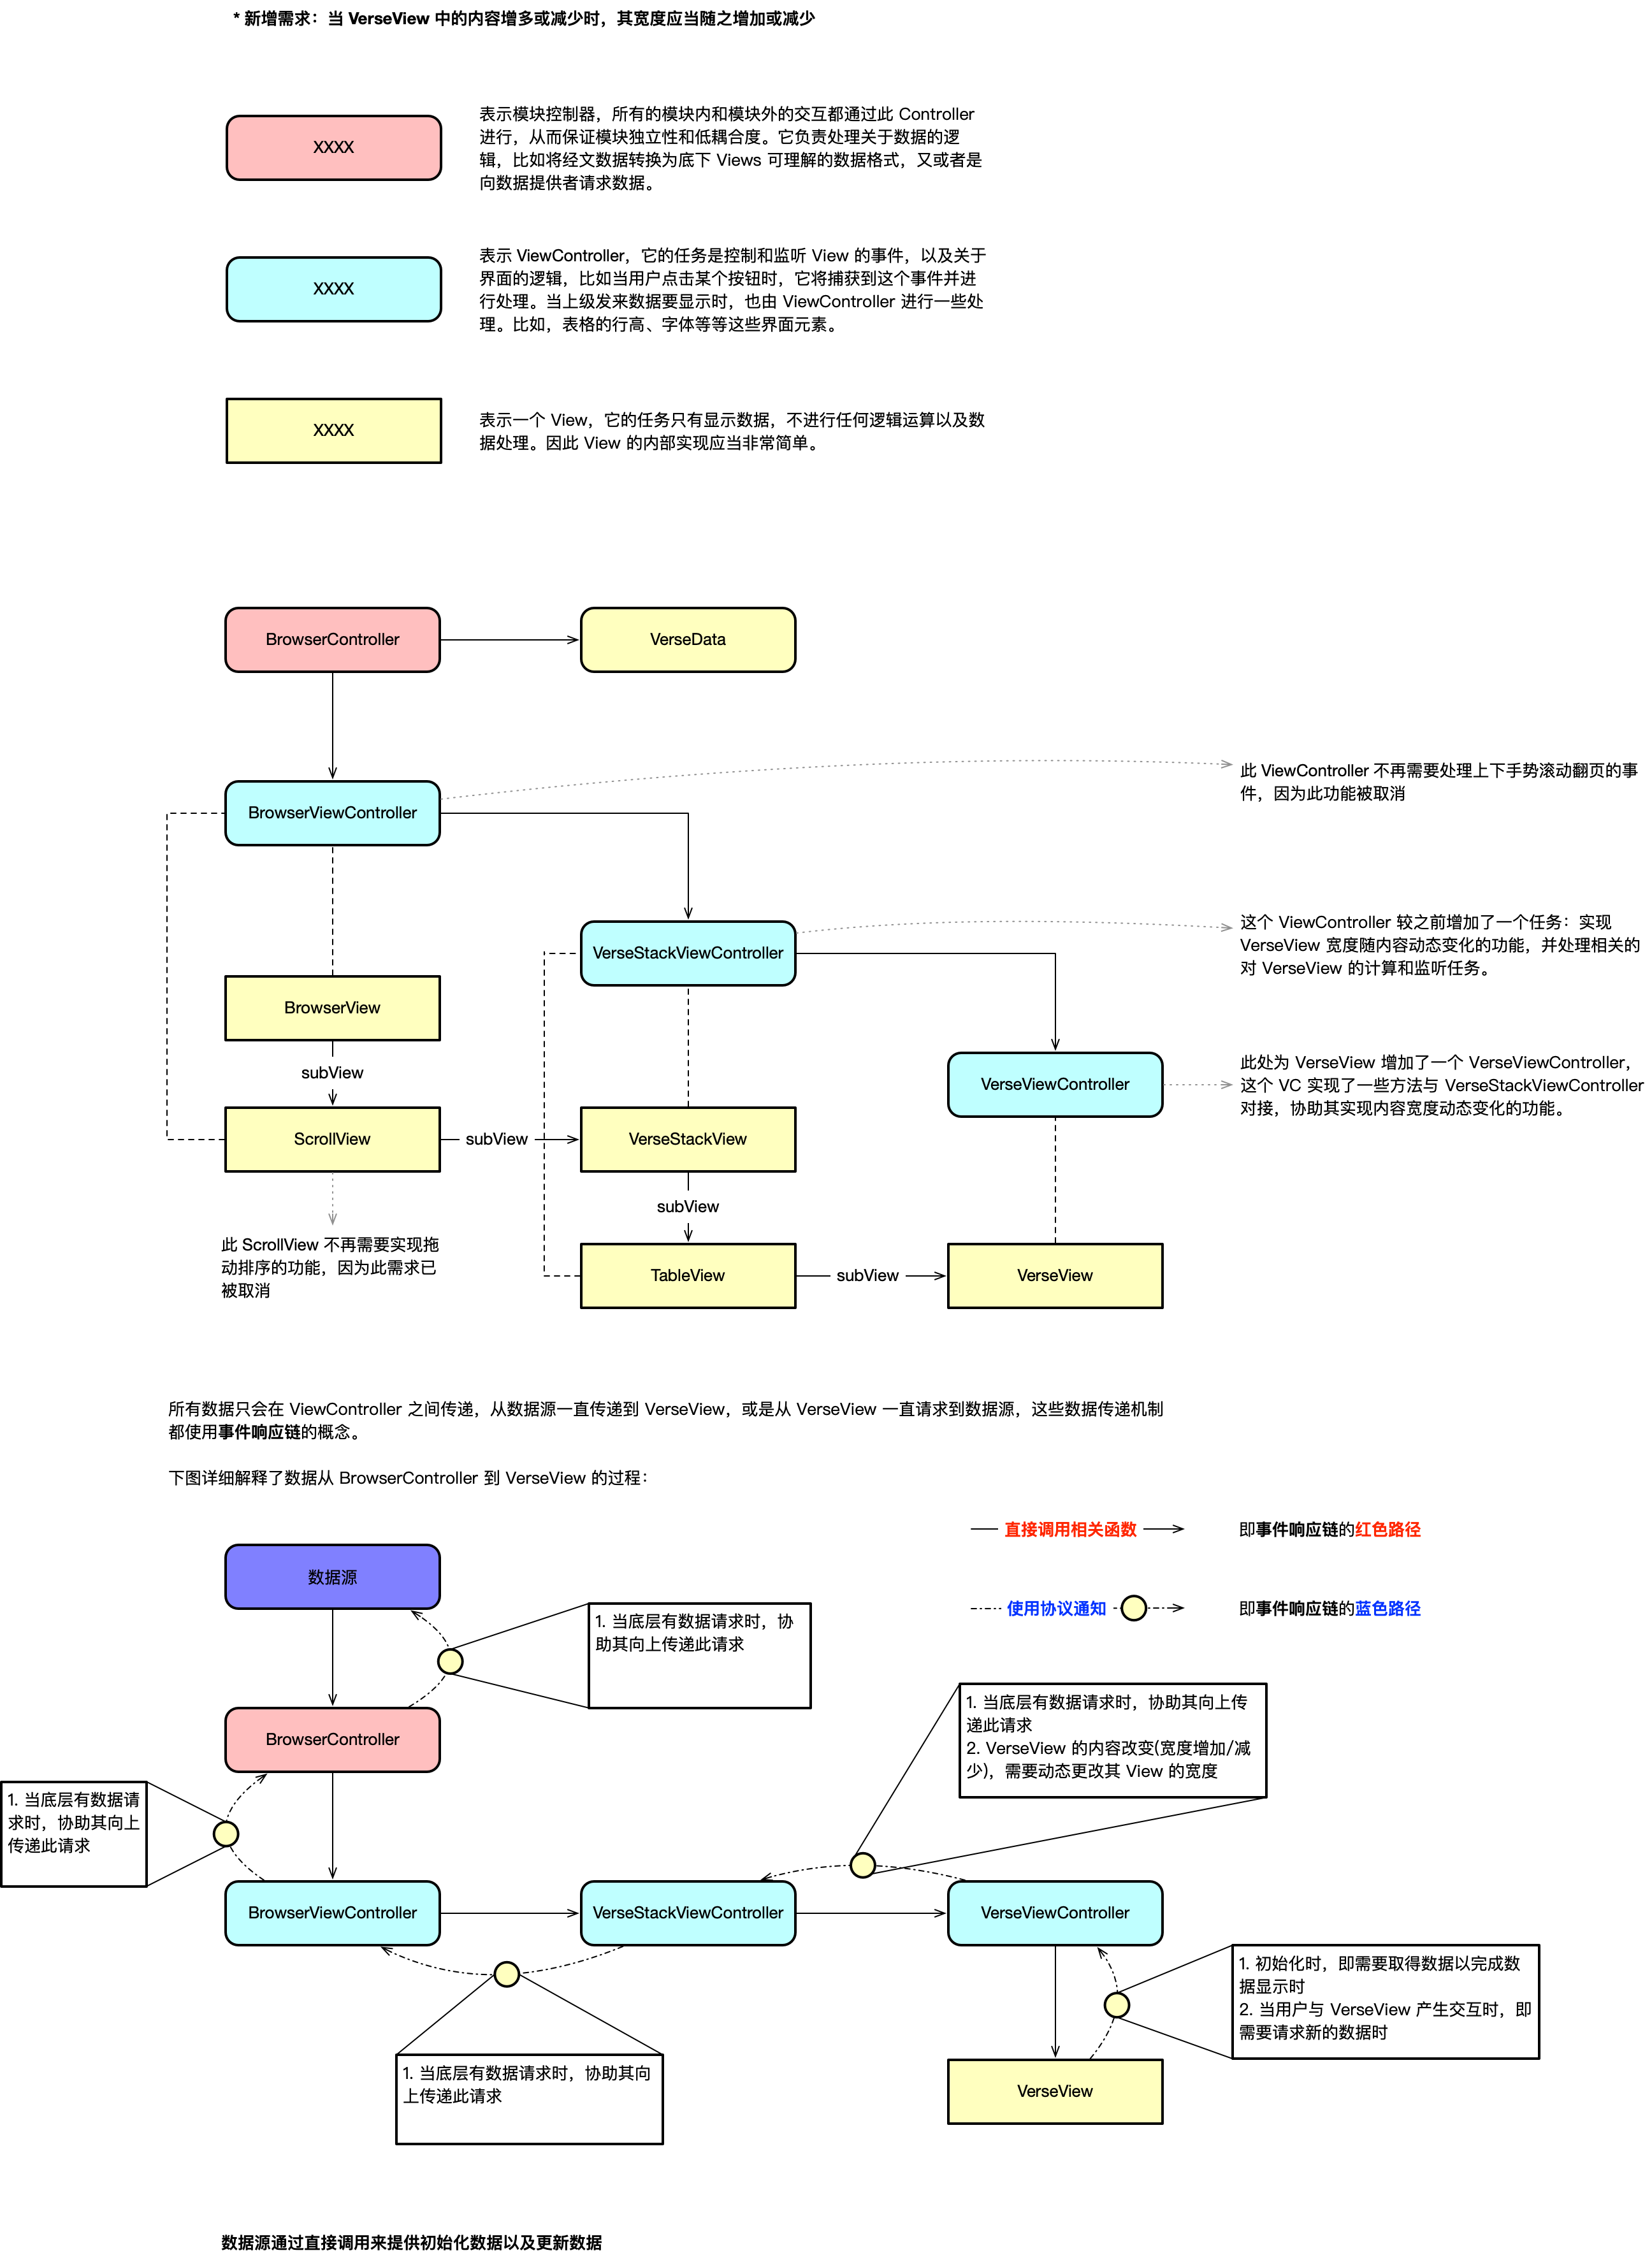 * 新增需求：当 VerseView 中的内容增多或减少时，其宽度应当随之增加或减少
XXXX
表示模块控制器，所有的模块内和模块外的交互都通过此 Controller
进行，从而保证模块独立性和低耦合度。它负责处理关于数据的逻
辑，比如将经文数据转换为底下 Views 可理解的数据格式，又或者是
向数据提供者请求数据。
XXXX
表示 ViewController，它的任务是控制和监听 View 的事件，以及关于
界面的逻辑，比如当用户点击某个按钮时，它将捕获到这个事件并进
行处理。当上级发来数据要显示时，也由 ViewController 进行一些处
理。比如，表格的行高、字体等等这些界面元素。
XXXX
表示一个 View，它的任务只有显示数据，不进行任何逻辑运算以及数
据处理。因此 View 的内部实现应当非常简单。
BrowserController
VerseData
此 ViewController 不再需要处理上下手势滚动翻页的事
件，因为此功能被取消
BrowserViewController
这个 ViewController 较之前增加了一个任务：实现
VerseView 宽度随内容动态变化的功能，并处理相关的
对 VerseView 的计算和监听任务。
VerseStackViewController
BrowserView
subView
此处为 VerseView 增加了一个 VerseViewController，
这个 VC 实现了一些方法与 VerseStackViewController
对接，协助其实现内容宽度动态变化的功能。
VerseViewController
ScrollView
subView
VerseStackView
subView
此 ScrollView 不再需要实现拖
动排序的功能，因为此需求已
被取消
TableView
subView
VerseView
所有数据只会在 ViewController 之间传递，从数据源一直传递到 VerseView，或是从 VerseView 一直请求到数据源，这些数据传递机制
都使用事件响应链的概念。
下图详细解释了数据从 BrowserController 到 VerseView 的过程：
直接调用相关函数
即事件响应链的红色路径
数据源
使用协议通知
即事件响应链的蓝色路径
1. 当底层有数据请求时，协
助其向上传递此请求
1. 当底层有数据请求时，协助其向上传
递此请求
2. VerseView 的内容改变(宽度增加/减
少)，需要动态更改其 View 的宽度
BrowserController
1. 当底层有数据请
求时，协助其向上
传递此请求
BrowserViewController
VerseStackViewController
VerseViewController
1. 初始化时，即需要取得数据以完成数
据显示时
2. 当用户与 VerseView 产生交互时，即
需要请求新的数据时
1. 当底层有数据请求时，协助其向
上传递此请求
VerseView
数据源通过直接调用来提供初始化数据以及更新数据